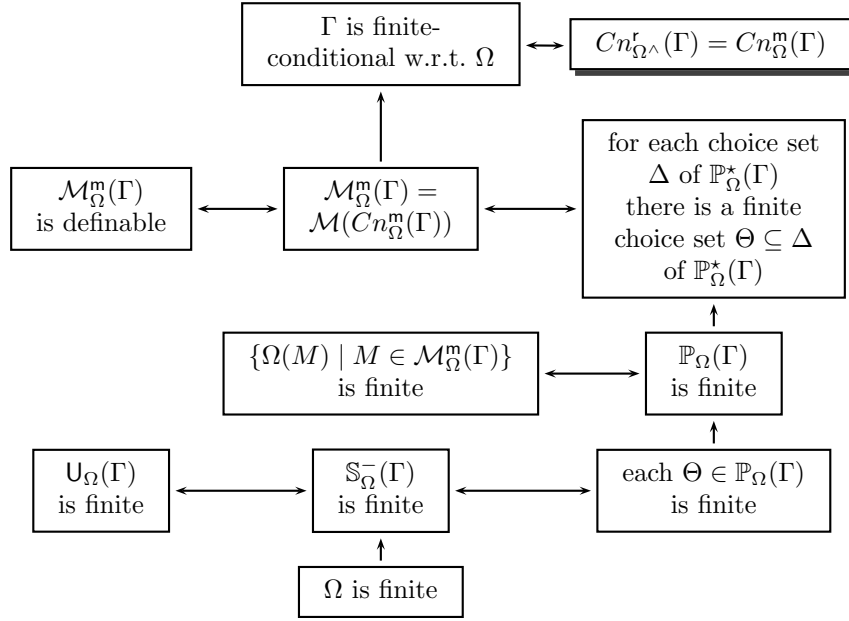 Γ is finite-
conditional w.r.t. Ω
Cn^r_{Ω^∧}(Γ) = Cn^m_Ω(Γ)
ℳ^m_Ω(Γ)
is definable
ℳ^m_Ω(Γ) =
ℳ(Cn^m_Ω(Γ))
for each choice set
Δ of ℙ^⋆_Ω(Γ)
there is a finite
choice set Θ ⊆ Δ
of ℙ^⋆_Ω(Γ)
{Ω(M) | M ∈ ℳ^m_Ω(Γ)}
is finite
ℙ_Ω(Γ)
is finite
U_Ω(Γ)
is finite
𝕊^−_Ω(Γ)
is finite
each Θ ∈ ℙ_Ω(Γ)
is finite
Ω is finite